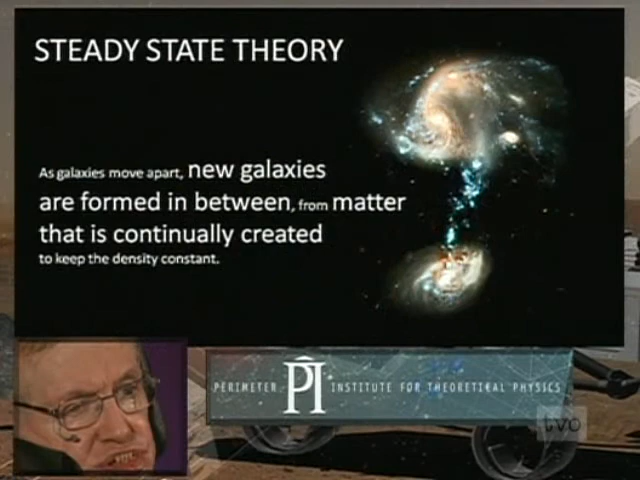 STEADY STATE THEORY
As galaxies move apart, new galaxies
are formed in between, from matter
that is continually created
to keep the density constant.
PERIMETER PI INSTITUTE FOR THEORETICAL PHYSICS
tvo